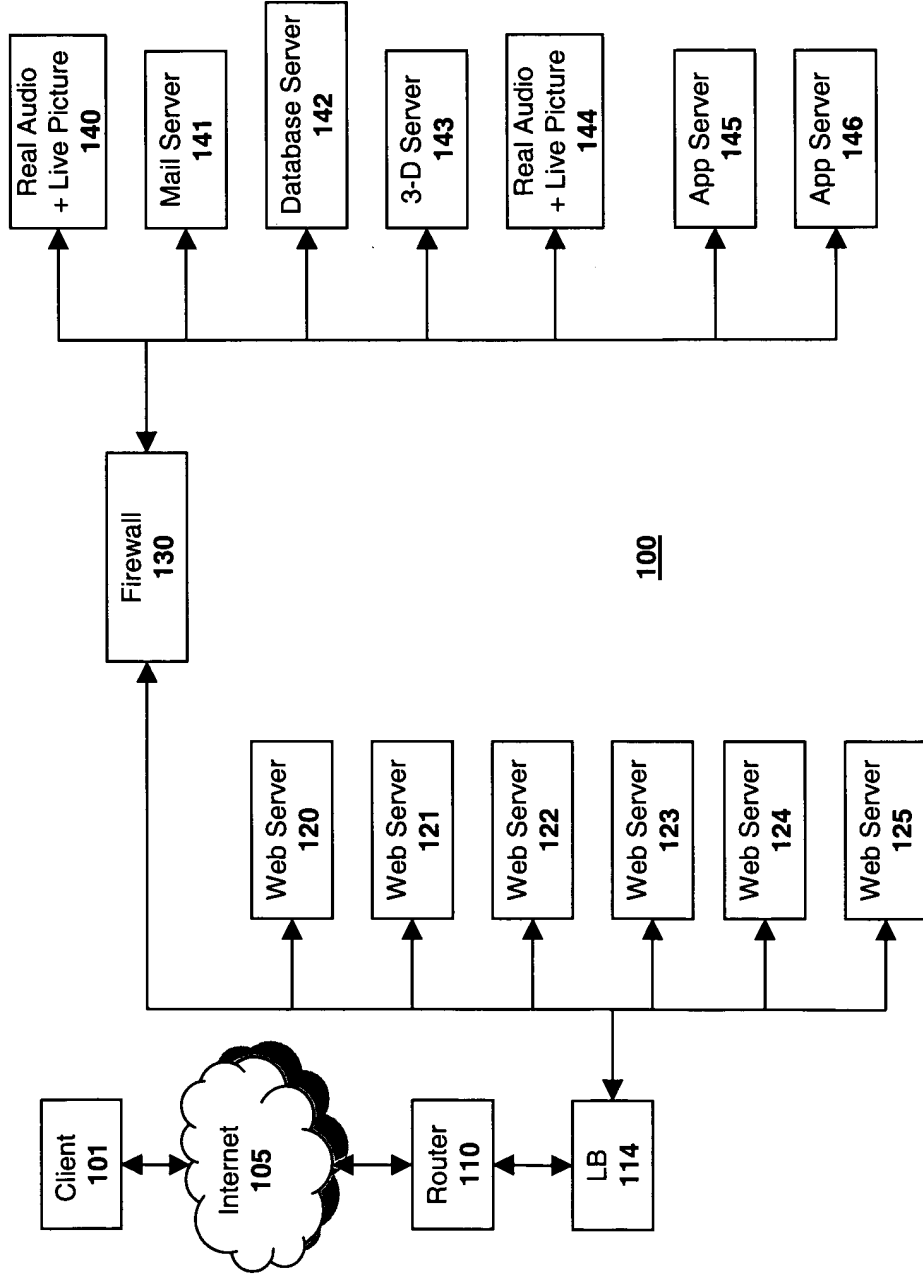 Client
101
Internet
105
Router
110
LB
114
Web Server
120
Web Server
121
Web Server
122
Web Server
123
Web Server
124
Web Server
125
Firewall
130
100
Real Audio
+ Live Picture
140
Mail Server
141
Database Server
142
3-D Server
143
Real Audio
+ Live Picture
144
App Server
145
App Server
146